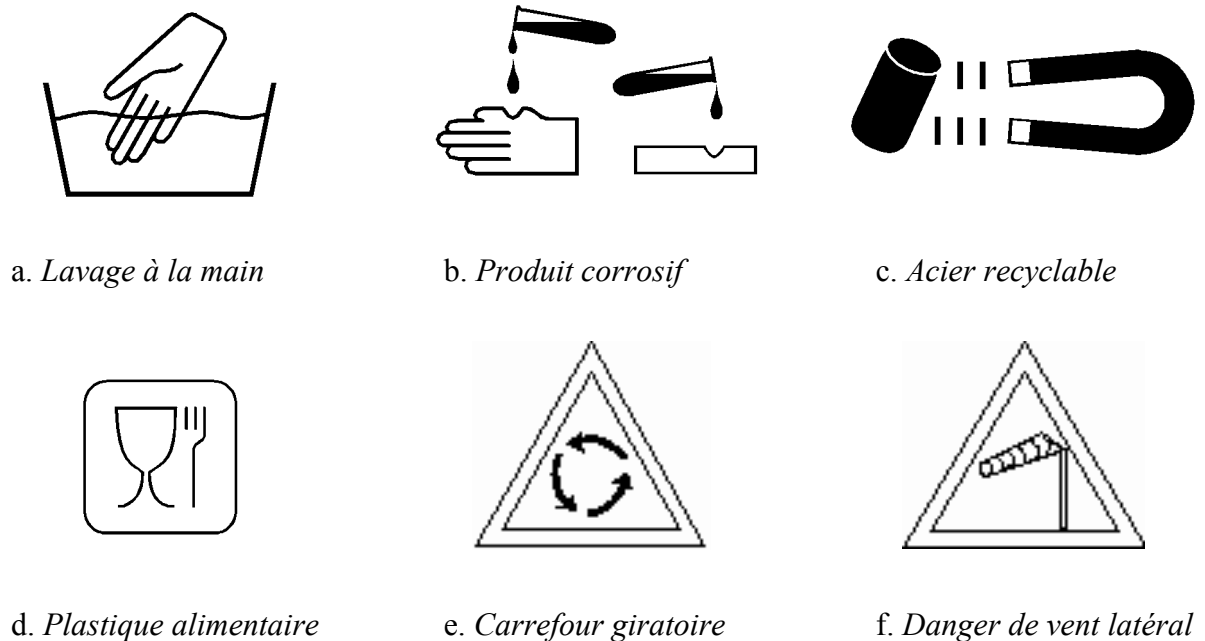 a. Lavage à la main
b. Produit corrosif
c. Acier recyclable
d. Plastique alimentaire
e. Carrefour giratoire
f. Danger de vent latéral